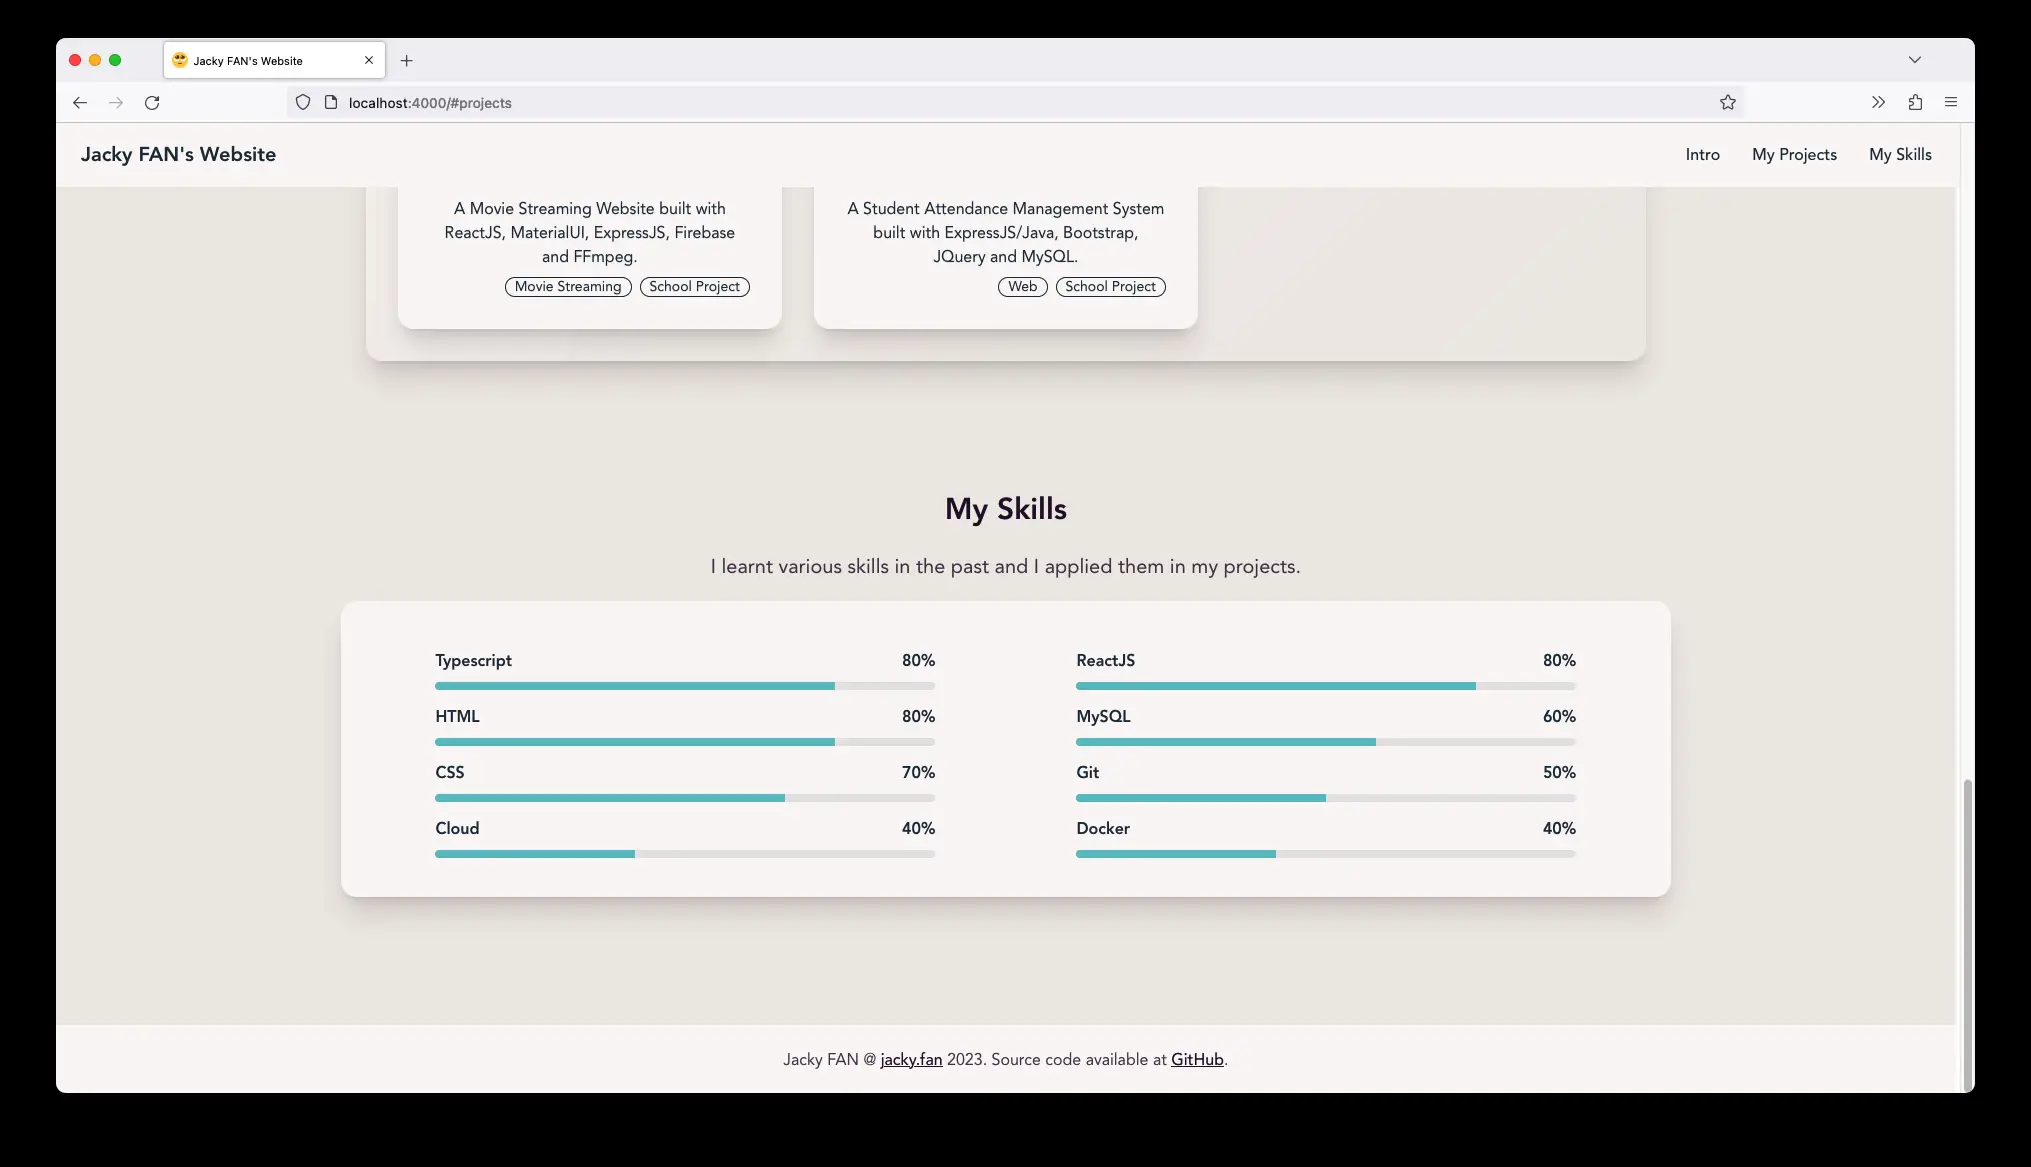 Jacky FAN's Website
localhost:4000/#projects
Jacky FAN's Website
Intro
My Projects
My Skills
A Movie Streaming Website built with
ReactJS, MaterialUI, ExpressJS, Firebase
and FFmpeg.
Movie Streaming
School Project
A Student Attendance Management System
built with ExpressJS/Java, Bootstrap,
JQuery and MySQL.
Web
School Project
My Skills
I learnt various skills in the past and I applied them in my projects.
Typescript 80%
HTML 80%
CSS 70%
Cloud 40%
ReactJS 80%
MySQL 60%
Git 50%
Docker 40%
Jacky FAN @ jacky.fan 2023. Source code available at GitHub.